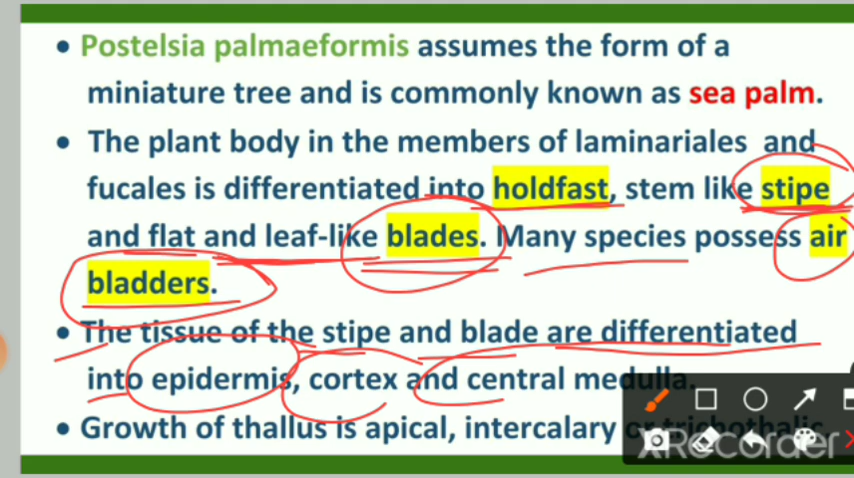 • Postelsia palmaeformis assumes the form of a
miniature tree and is commonly known as sea palm.
• The plant body in the members of laminariales and
fucales is differentiated into holdfast, stem like stipe
and flat and leaf-like blades. Many species possess air
bladders.
• The tissue of the stipe and blade are differentiated
into epidermis, cortex and central medulla.
• Growth of thallus is apical, intercalary or trichothallic.
XRecorder